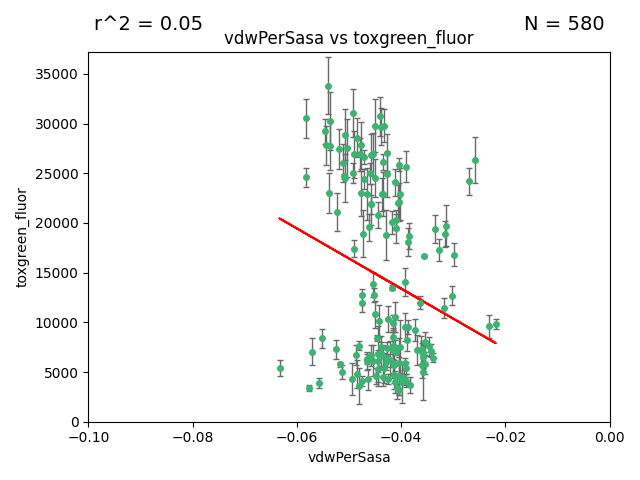 r^2 = 0.05
N = 580
vdwPerSasa vs toxgreen_fluor
35000
30000
25000
20000
15000
10000
5000
0
toxgreen_fluor
−0.10
−0.08
−0.06
−0.04
−0.02
0.00
vdwPerSasa